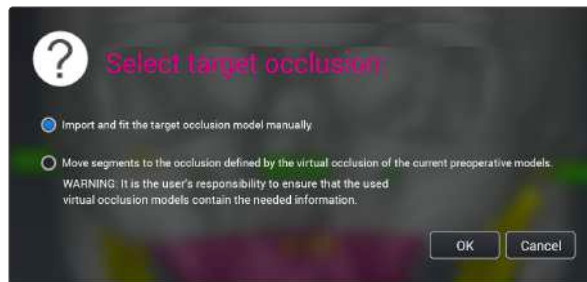 ?
Select target occlusion:
Import and fit the target occlusion model manually.
Move segments to the occlusion defined by the virtual occlusion of the current preoperative models.
WARNING: It is the user's responsibility to ensure that the used
virtual occlusion models contain the needed information.
OK
Cancel